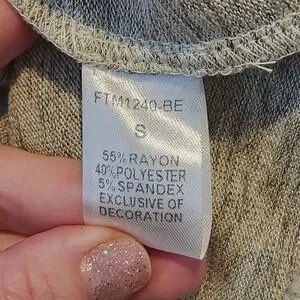 FTM1240-BE
S
55% RAYON
40% POLYESTER
5% SPANDEX
EXCLUSIVE OF
DECORATION